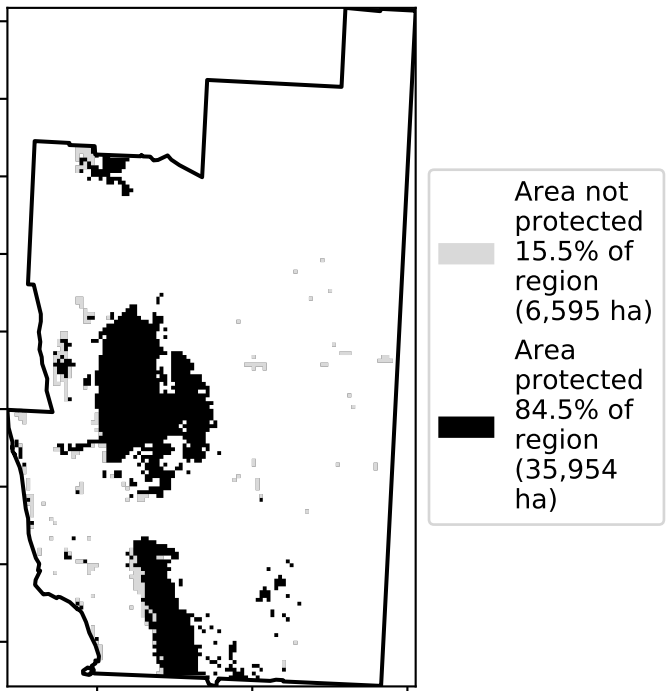 Area not
protected
15.5% of
region
(6,595 ha)
Area
protected
84.5% of
region
(35,954
ha)